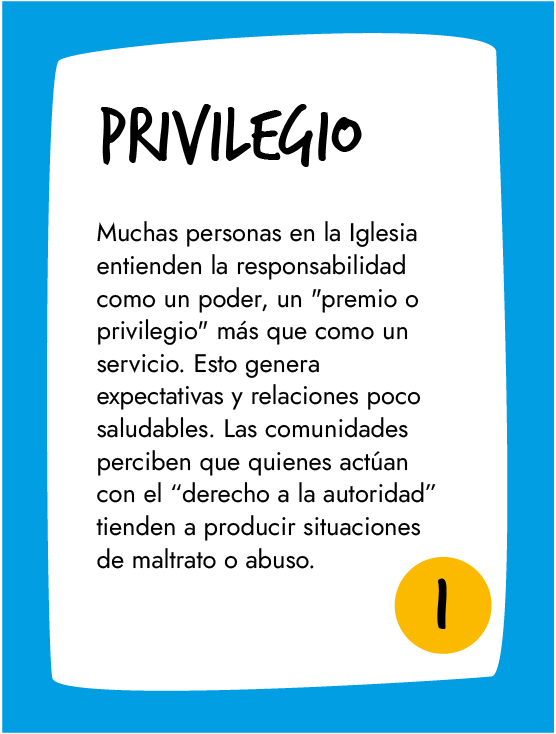 PRIVILEGIO
Muchas personas en la Iglesia
entienden la responsabilidad
como un poder, un "premio o
privilegio" más que como un
servicio. Esto genera
expectativas y relaciones poco
saludables. Las comunidades
perciben que quienes actúan
con el “derecho a la autoridad”
tienden a producir situaciones
de maltrato o abuso.
1